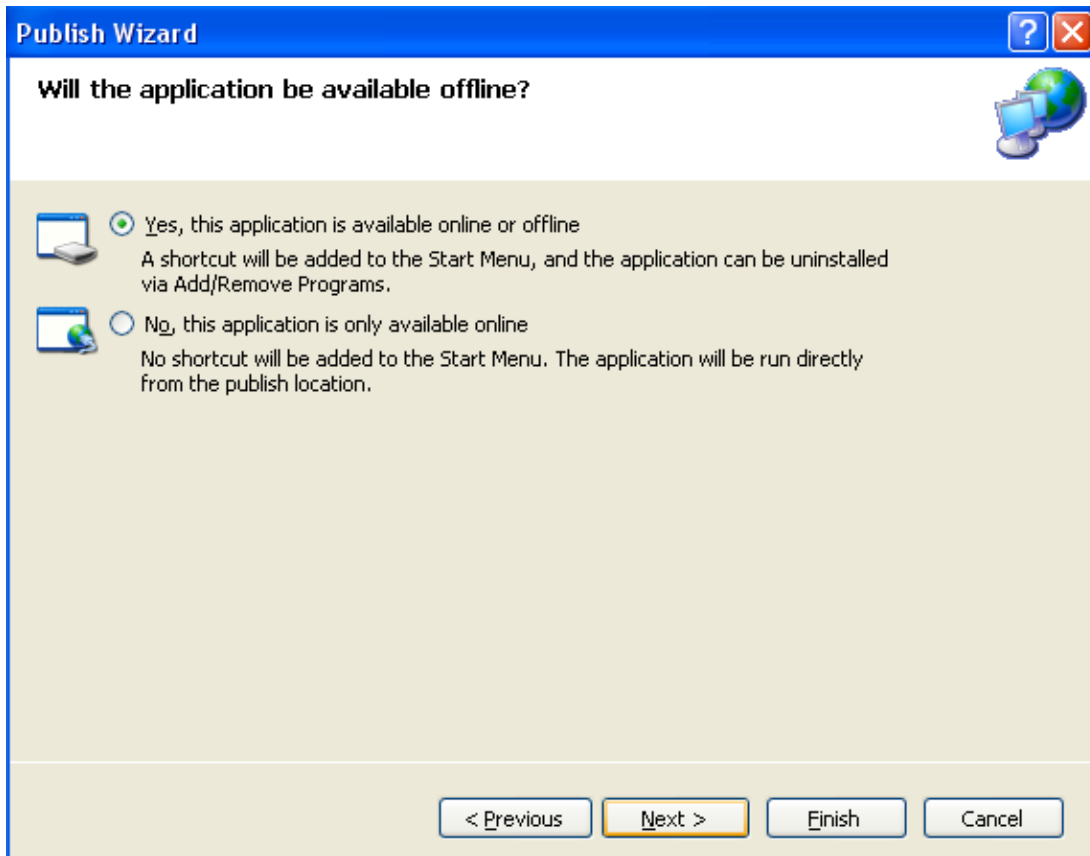 Publish Wizard
Will the application be available offline?
Yes, this application is available online or offline
A shortcut will be added to the Start Menu, and the application can be uninstalled
via Add/Remove Programs.
No, this application is only available online
No shortcut will be added to the Start Menu. The application will be run directly
from the publish location.
< Previous Next > Finish Cancel